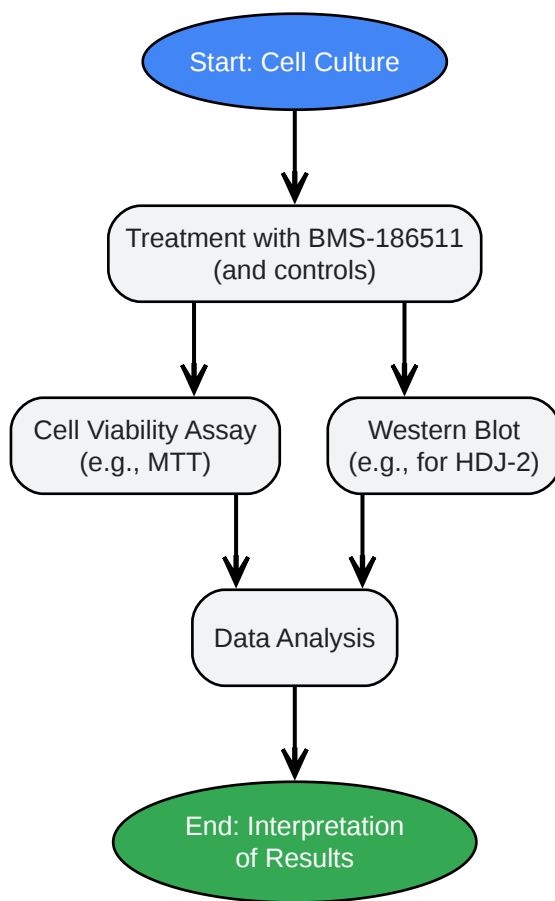 Start: Cell Culture
Treatment with BMS-186511
(and controls)
Cell Viability Assay
(e.g., MTT)
Western Blot
(e.g., for HDJ-2)
Data Analysis
End: Interpretation
of Results